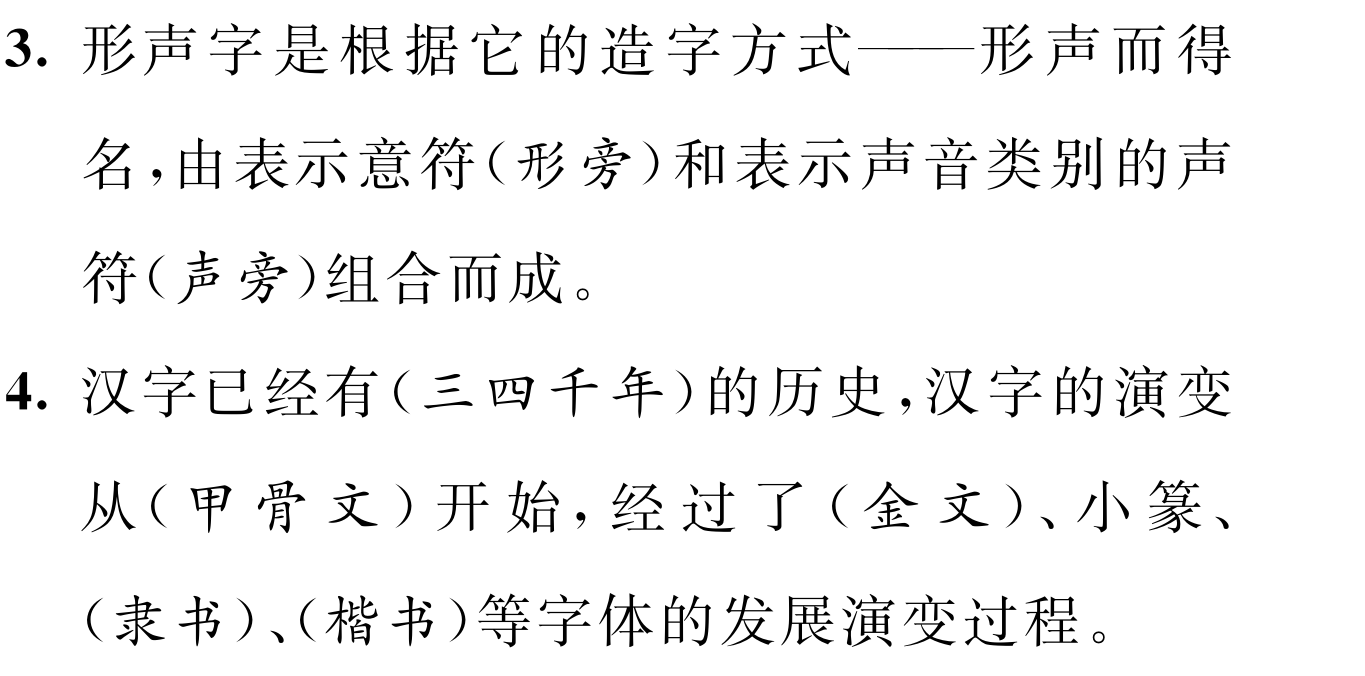 3. 形声字是根据它的造字方式——形声而得
名,由表示意符(形旁)和表示声音类别的声
符(声旁)组合而成。
4. 汉字已经有(三四千年)的历史,汉字的演变
从(甲骨文)开始,经过了(金文)、小篆、
(隶书)、(楷书)等字体的发展演变过程。